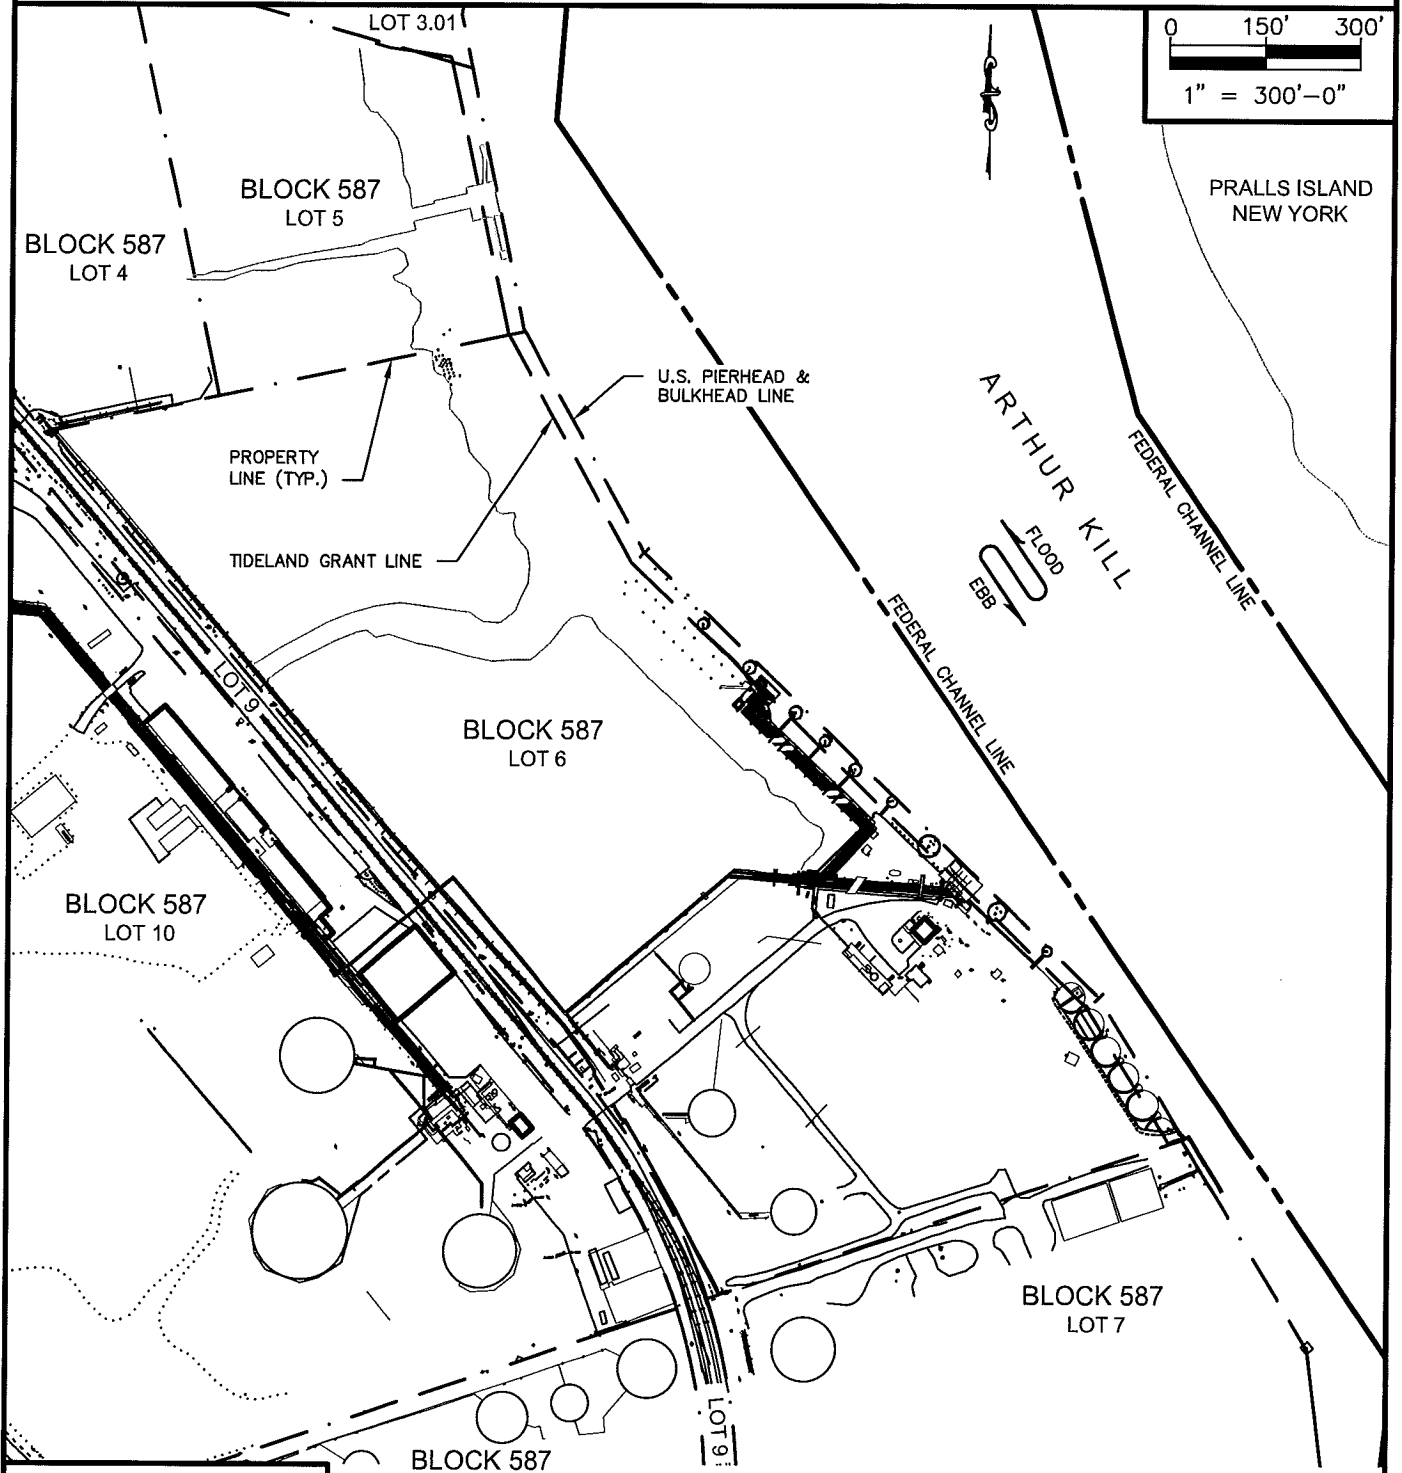 LOT 3.01
0 150' 300'
1" = 300'-0"
PRALLS ISLAND
NEW YORK
BLOCK 587
LOT 5
BLOCK 587
LOT 4
U.S. PIERHEAD &
BULKHEAD LINE
PROPERTY
LINE (TYP.)
TIDELAND GRANT LINE
ARTHUR KILL
FEDERAL CHANNEL LINE
FLOOD
EBB
FEDERAL CHANNEL LINE
LOT 9
BLOCK 587
LOT 6
BLOCK 587
LOT 10
BLOCK 587
LOT 7
LOT 9
BLOCK 587